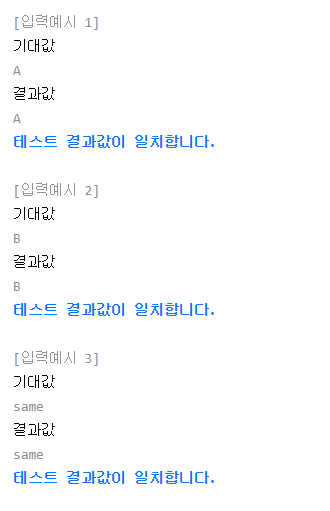 [입력예시 1]
기대값
A
결과값
A
테스트 결과값이 일치합니다.
[입력예시 2]
기대값
B
결과값
B
테스트 결과값이 일치합니다.
[입력예시 3]
기대값
same
결과값
same
테스트 결과값이 일치합니다.